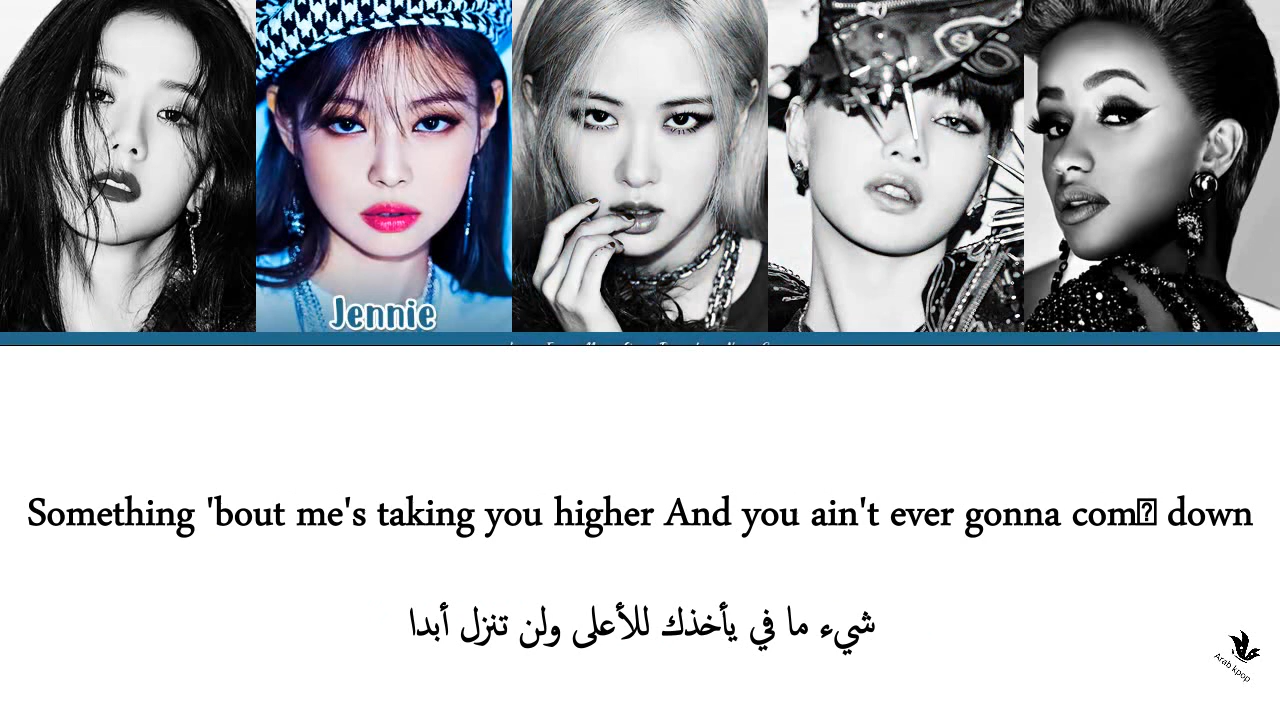 Jennie
Something 'bout me's taking you higher And you ain't ever gonna com� down
شيء ما في يأخذك للأعلى ولن تنزل أبدا
Arab kpop